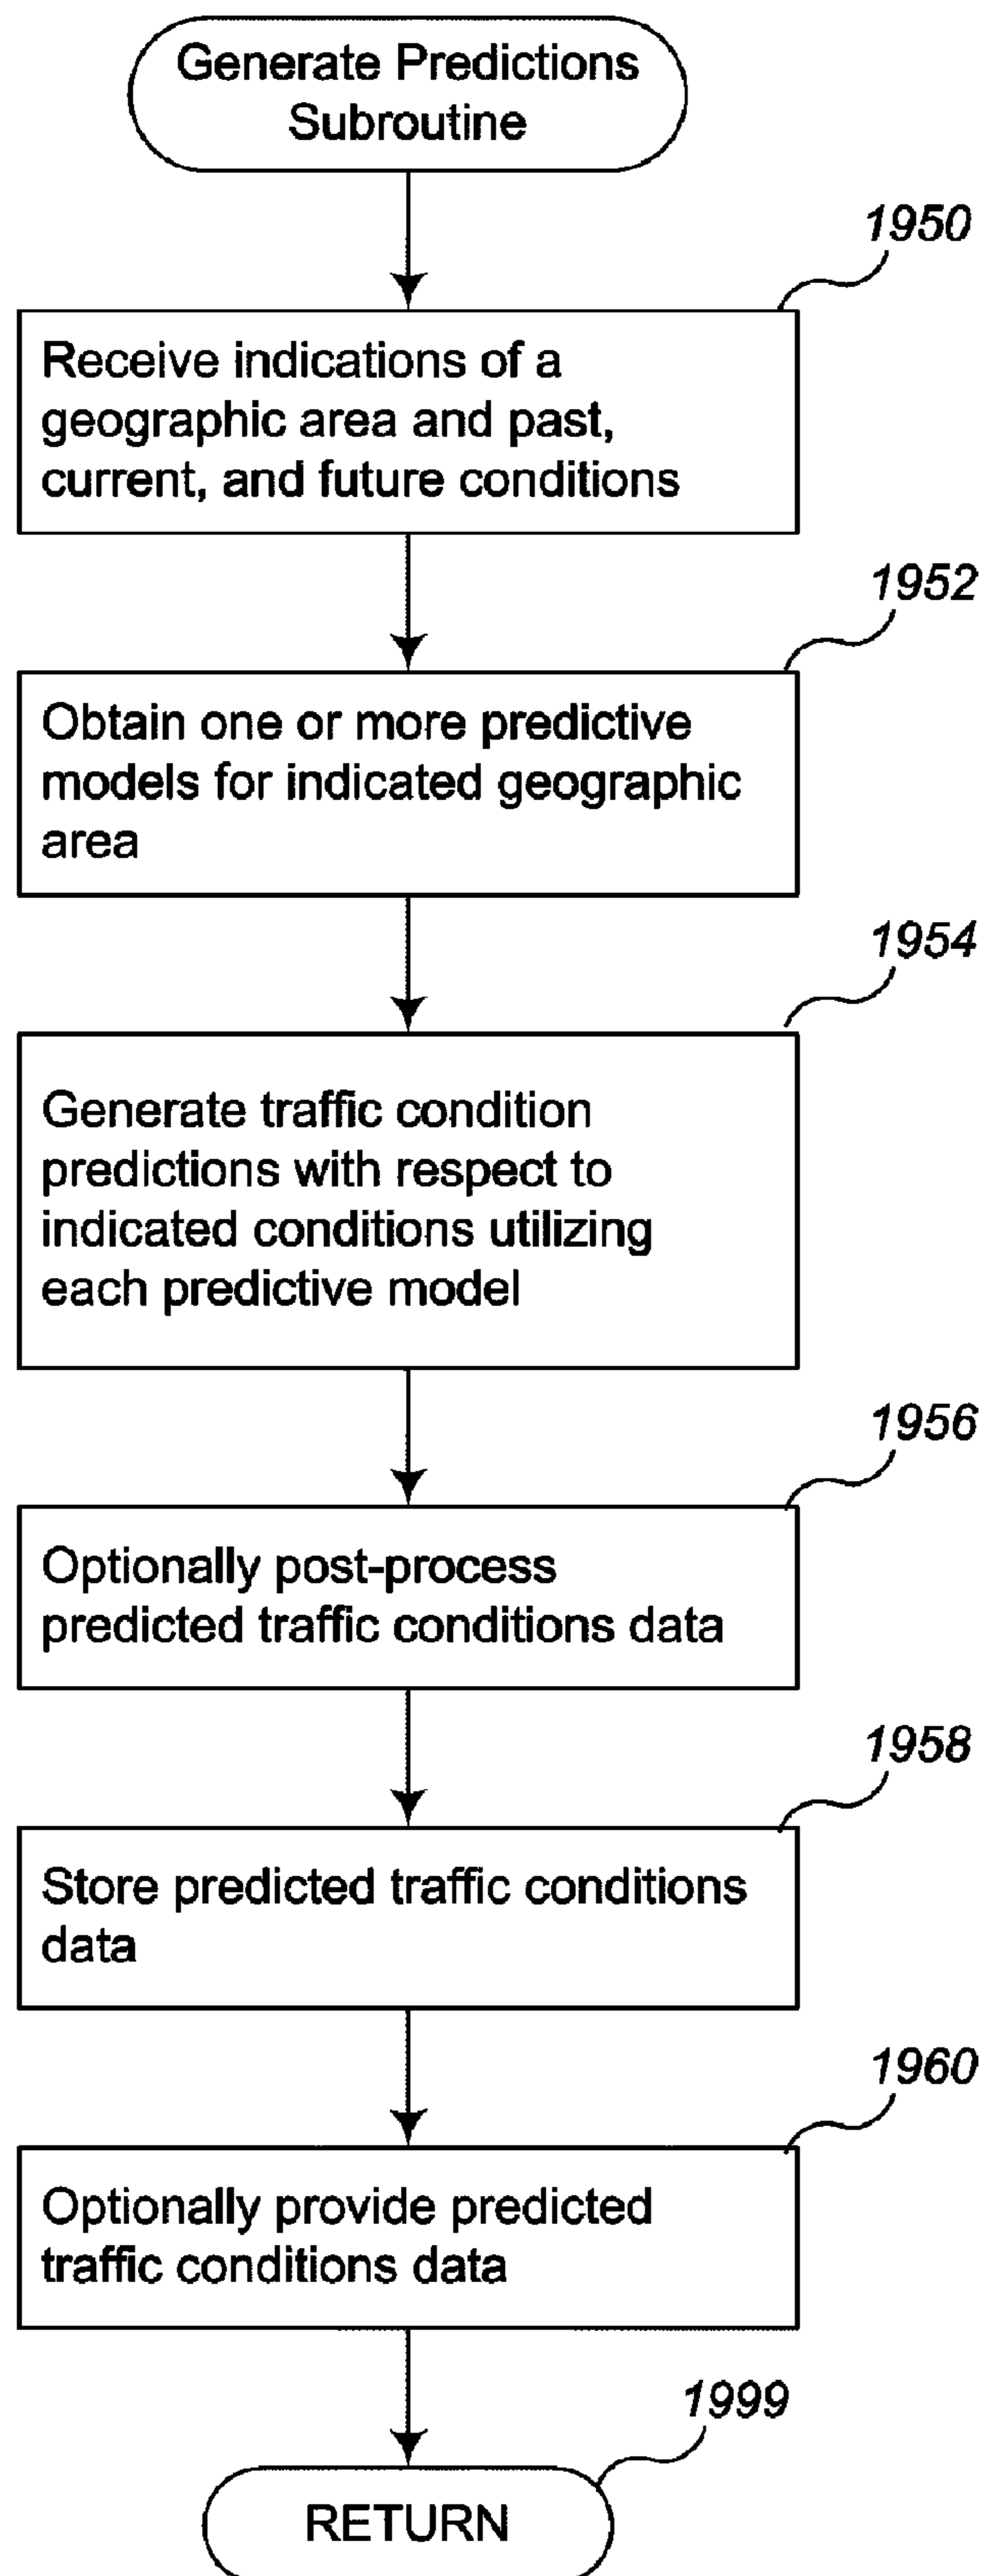 Generate Predictions
Subroutine
1950
Receive indications of a
geographic area and past,
current, and future conditions
1952
Obtain one or more predictive
models for indicated geographic
area
1954
Generate traffic condition
predictions with respect to
indicated conditions utilizing
each predictive model
1956
Optionally post-process
predicted traffic conditions data
1958
Store predicted traffic conditions
data
1960
Optionally provide predicted
traffic conditions data
1999
RETURN